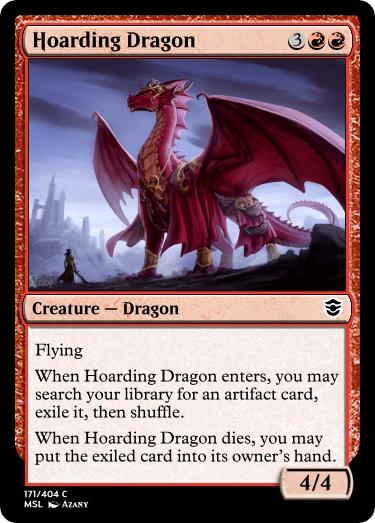 Hoarding Dragon 3
Creature — Dragon
Flying
When Hoarding Dragon enters, you may
search your library for an artifact card,
exile it, then shuffle.
When Hoarding Dragon dies, you may
put the exiled card into its owner's hand.
4/4
171/404 C
MSL AZANY